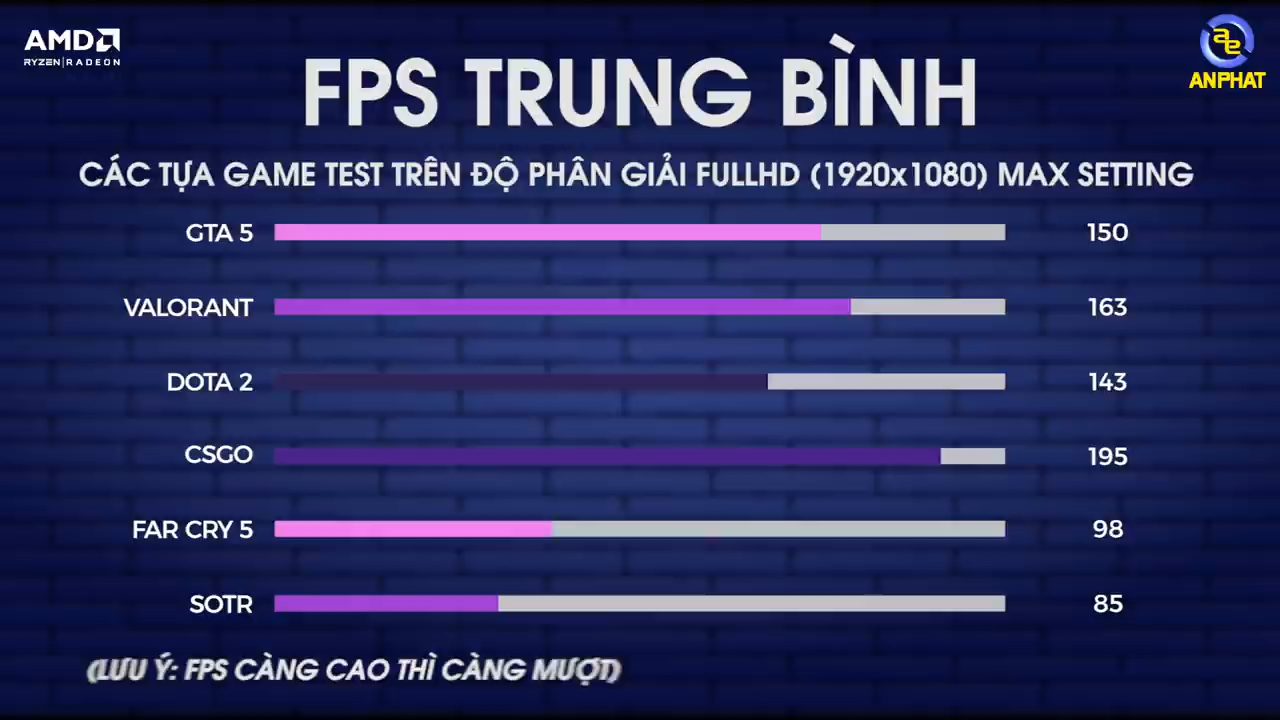 AMD
RYZEN|RADEON
ae
ANPHAT
FPS TRUNG BÌNH
CÁC TỰA GAME TEST TRÊN ĐỘ PHÂN GIẢI FULLHD (1920x1080) MAX SETTING
GTA 5 150
VALORANT 163
DOTA 2 143
CSGO 195
FAR CRY 5 98
SOTR 85
(LƯU Ý: FPS CÀNG CAO THÌ CÀNG MƯỢT)